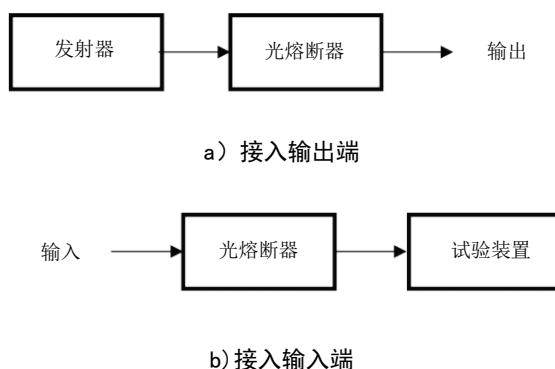 发射器 光熔断器 输出
a) 接入输出端
输入 光熔断器 试验装置
b)接入输入端